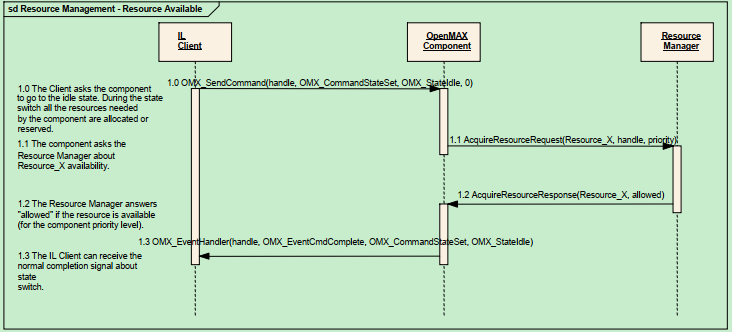 sd Resource Management - Resource Available
IL
Client
OpenMAX
Component
Resource
Manager
1.0 The Client asks the component
to go to the idle state. During the state
switch all the resources needed
by the component are allocated or
reserved.
1.0 OMX_SendCommand(handle, OMX_CommandStateSet, OMX_StateIdle, 0)
1.1 The component asks the
Resource Manager about
Resource_X availability.
1.1 AcquireResourceRequest(Resource_X, handle, priority)
1.2 The Resource Manager answers
"allowed" if the resource is available
(for the component priority level).
1.2 AcquireResourceResponse(Resource_X, allowed)
1.3 OMX_EventHandler(handle, OMX_EventCmdComplete, OMX_CommandStateSet, OMX_StateIdle)
1.3 The IL Client can receive the
normal completion signal about
state
switch.